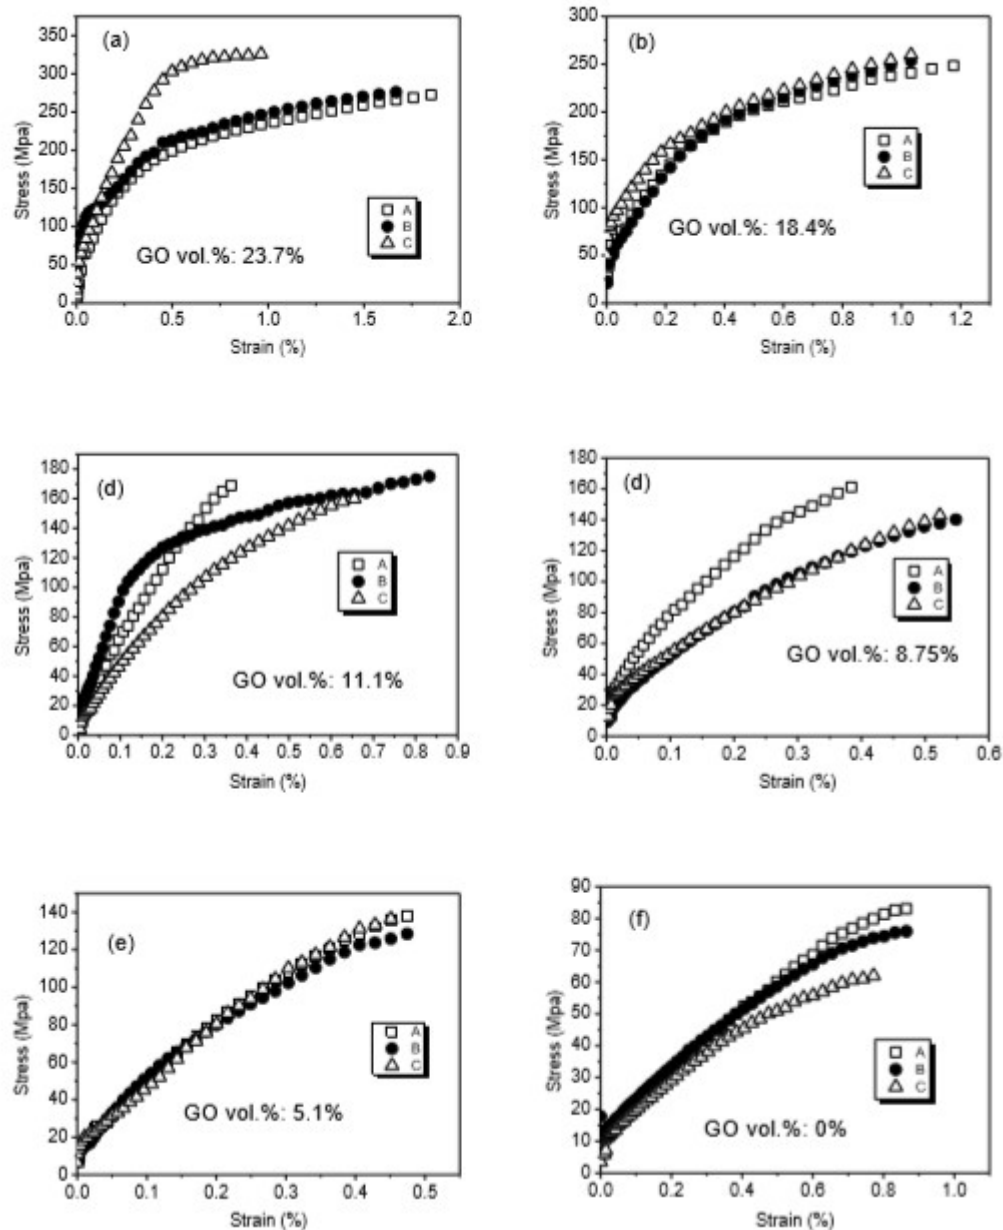 (a)
Stress (Mpa)
350
300
250
200
150
100
50
0
A
B
C
GO vol.%: 23.7%
0.0 0.5 1.0 1.5 2.0
Strain (%)
(b)
Stress (Mpa)
300
250
200
150
100
50
0
A
B
C
GO vol.%: 18.4%
0.0 0.2 0.4 0.6 0.8 1.0 1.2
Strain (%)
(d)
Stress (Mpa)
180
160
140
120
100
80
60
40
20
0
A
B
C
GO vol.%: 11.1%
0.0 0.1 0.2 0.3 0.4 0.5 0.6 0.7 0.8 0.9
Strain (%)
(d)
Stress (Mpa)
180
160
140
120
100
80
60
40
20
0
A
B
C
GO vol.%: 8.75%
0.0 0.1 0.2 0.3 0.4 0.5 0.6
Strain (%)
(e)
Stress (Mpa)
140
120
100
80
60
40
20
0
A
B
C
GO vol.%: 5.1%
0.0 0.1 0.2 0.3 0.4 0.5
Strain (%)
(f)
Stress (Mpa)
90
80
70
60
50
40
30
20
10
0
A
B
C
GO vol.%: 0%
0.0 0.2 0.4 0.6 0.8 1.0
Strain (%)